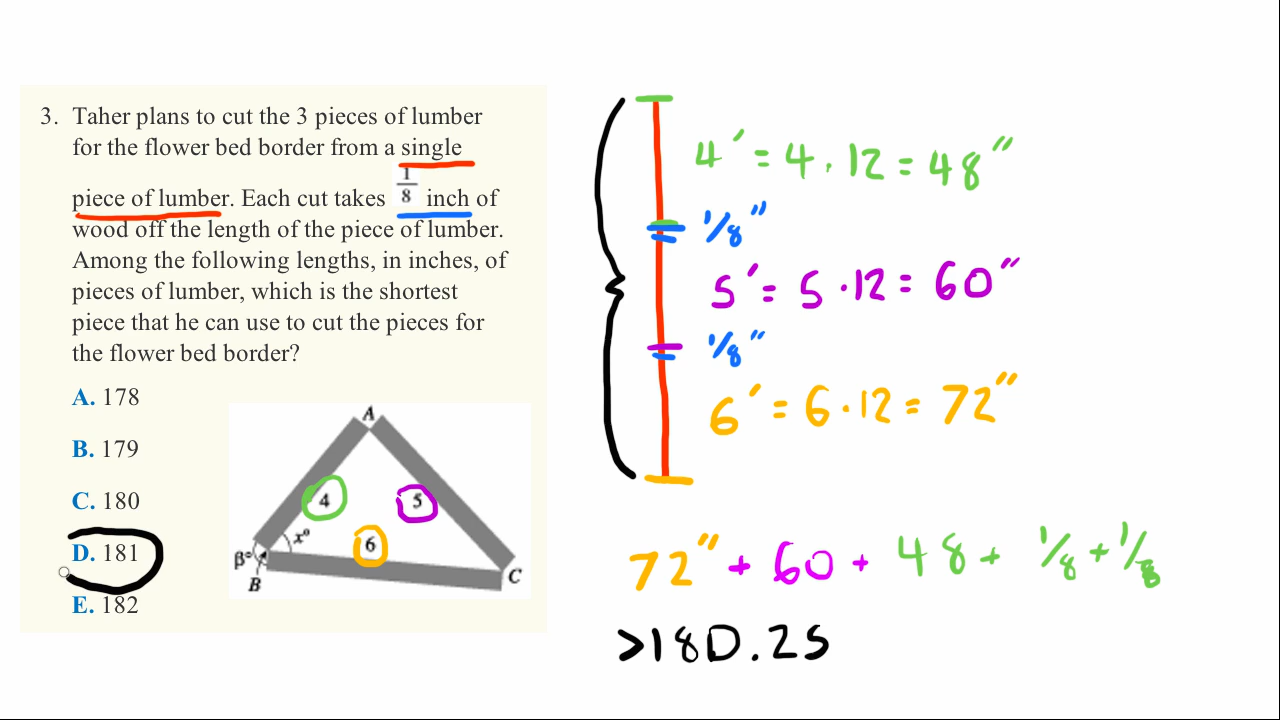 3. Taher plans to cut the 3 pieces of lumber
for the flower bed border from a single
piece of lumber. Each cut takes 1/8 inch of
wood off the length of the piece of lumber.
Among the following lengths, in inches, of
pieces of lumber, which is the shortest
piece that he can use to cut the pieces for
the flower bed border?
A. 178
B. 179
C. 180
D. 181
E. 182
A
4
5
6
x°
β°
B
C
4' = 4 . 12 = 48"
1/8"
5' = 5 . 12 = 60"
1/8"
6' = 6 . 12 = 72"
72" + 60 + 48 + 1/8 + 1/8
>180.25